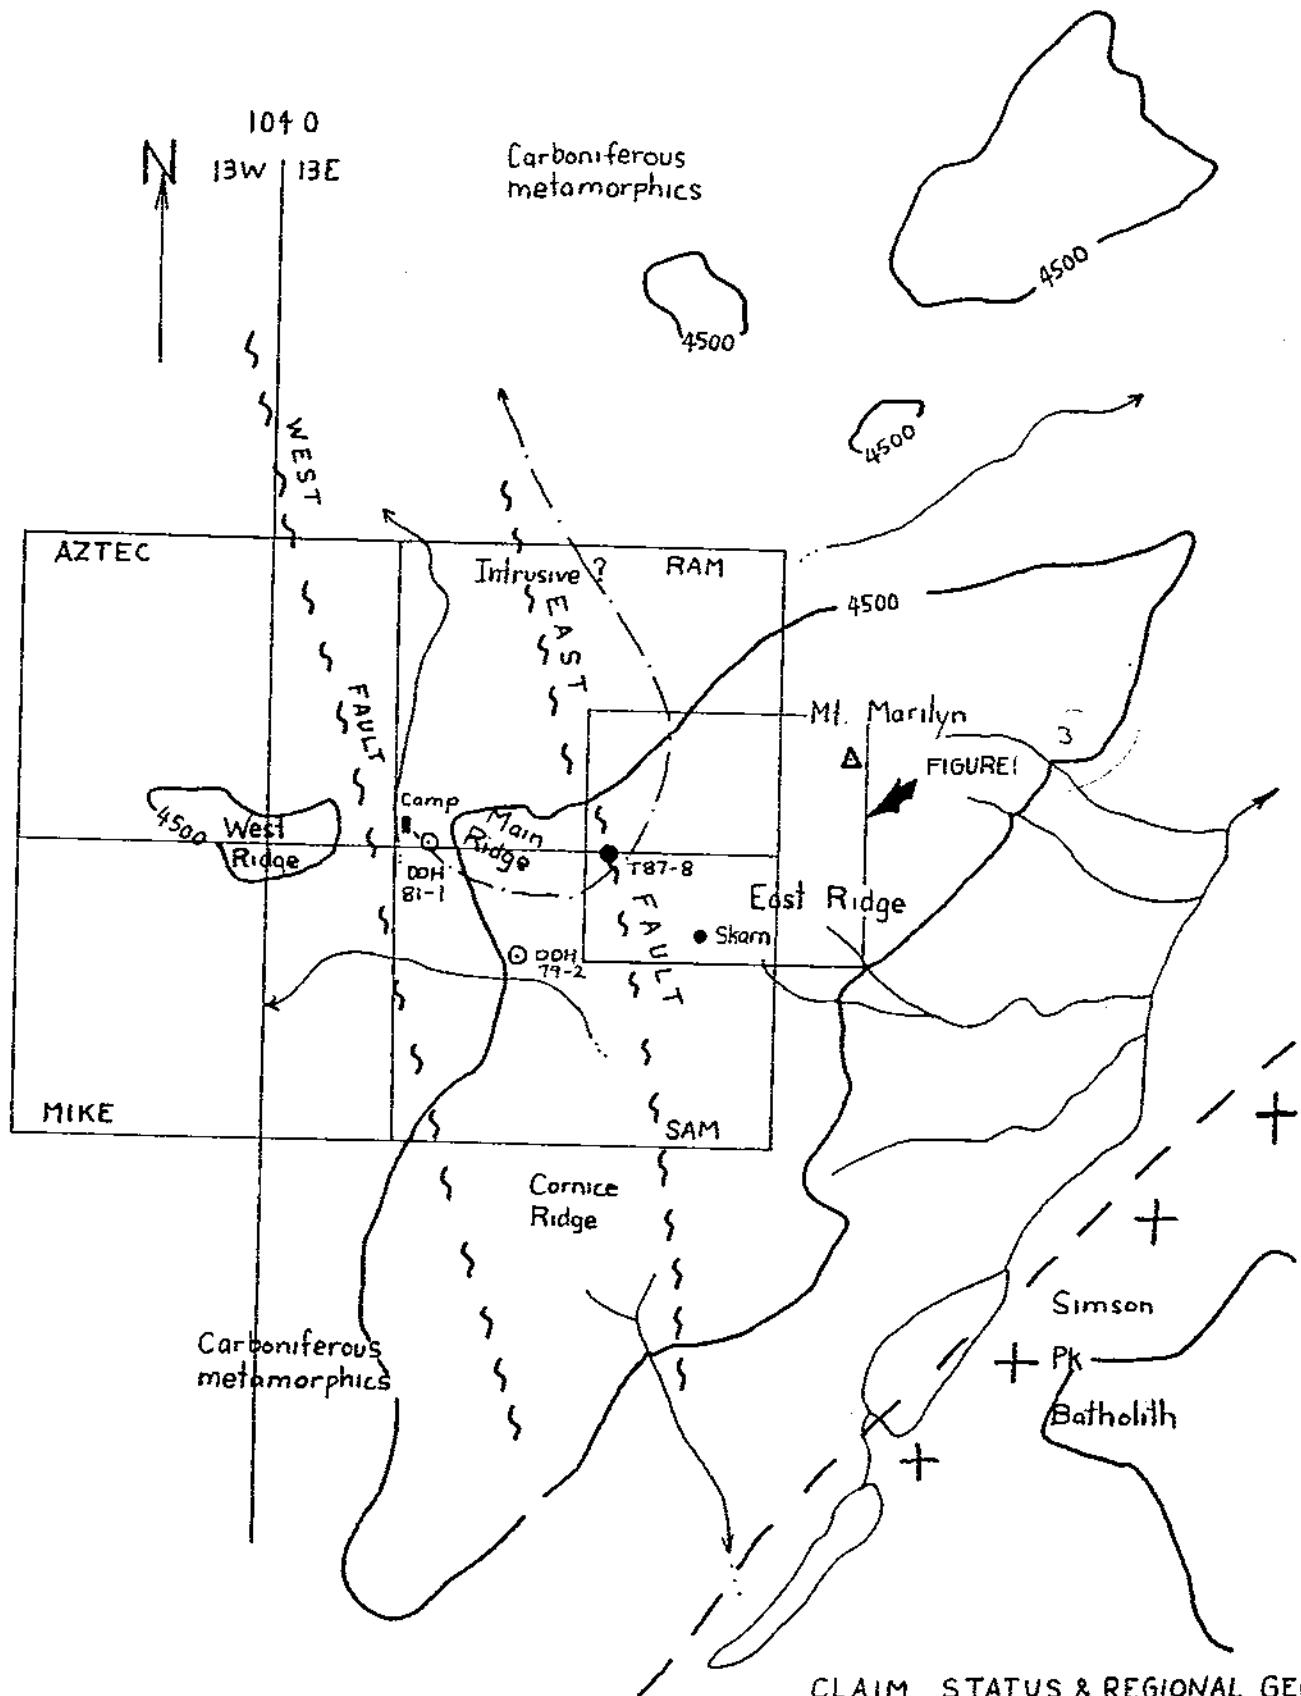 104 O
N
13W 13E
Carboniferous
metamorphics
4500
4500
4500
WEST
AZTEC
Intrusive ?
RAM
EAST
4500
FAULT
Mt. Marilyn
3
FIGURE 1
Camp
4500
West
Ridge
Main
Ridge
DDH
81-1
T87-8
East Ridge
FAULT
Skarn
DDH
79-2
MIKE
SAM
Cornice
Ridge
Simson
Pk
Batholith
Carboniferous
metamorphics
CLAIM STATUS & REGIONAL GEO